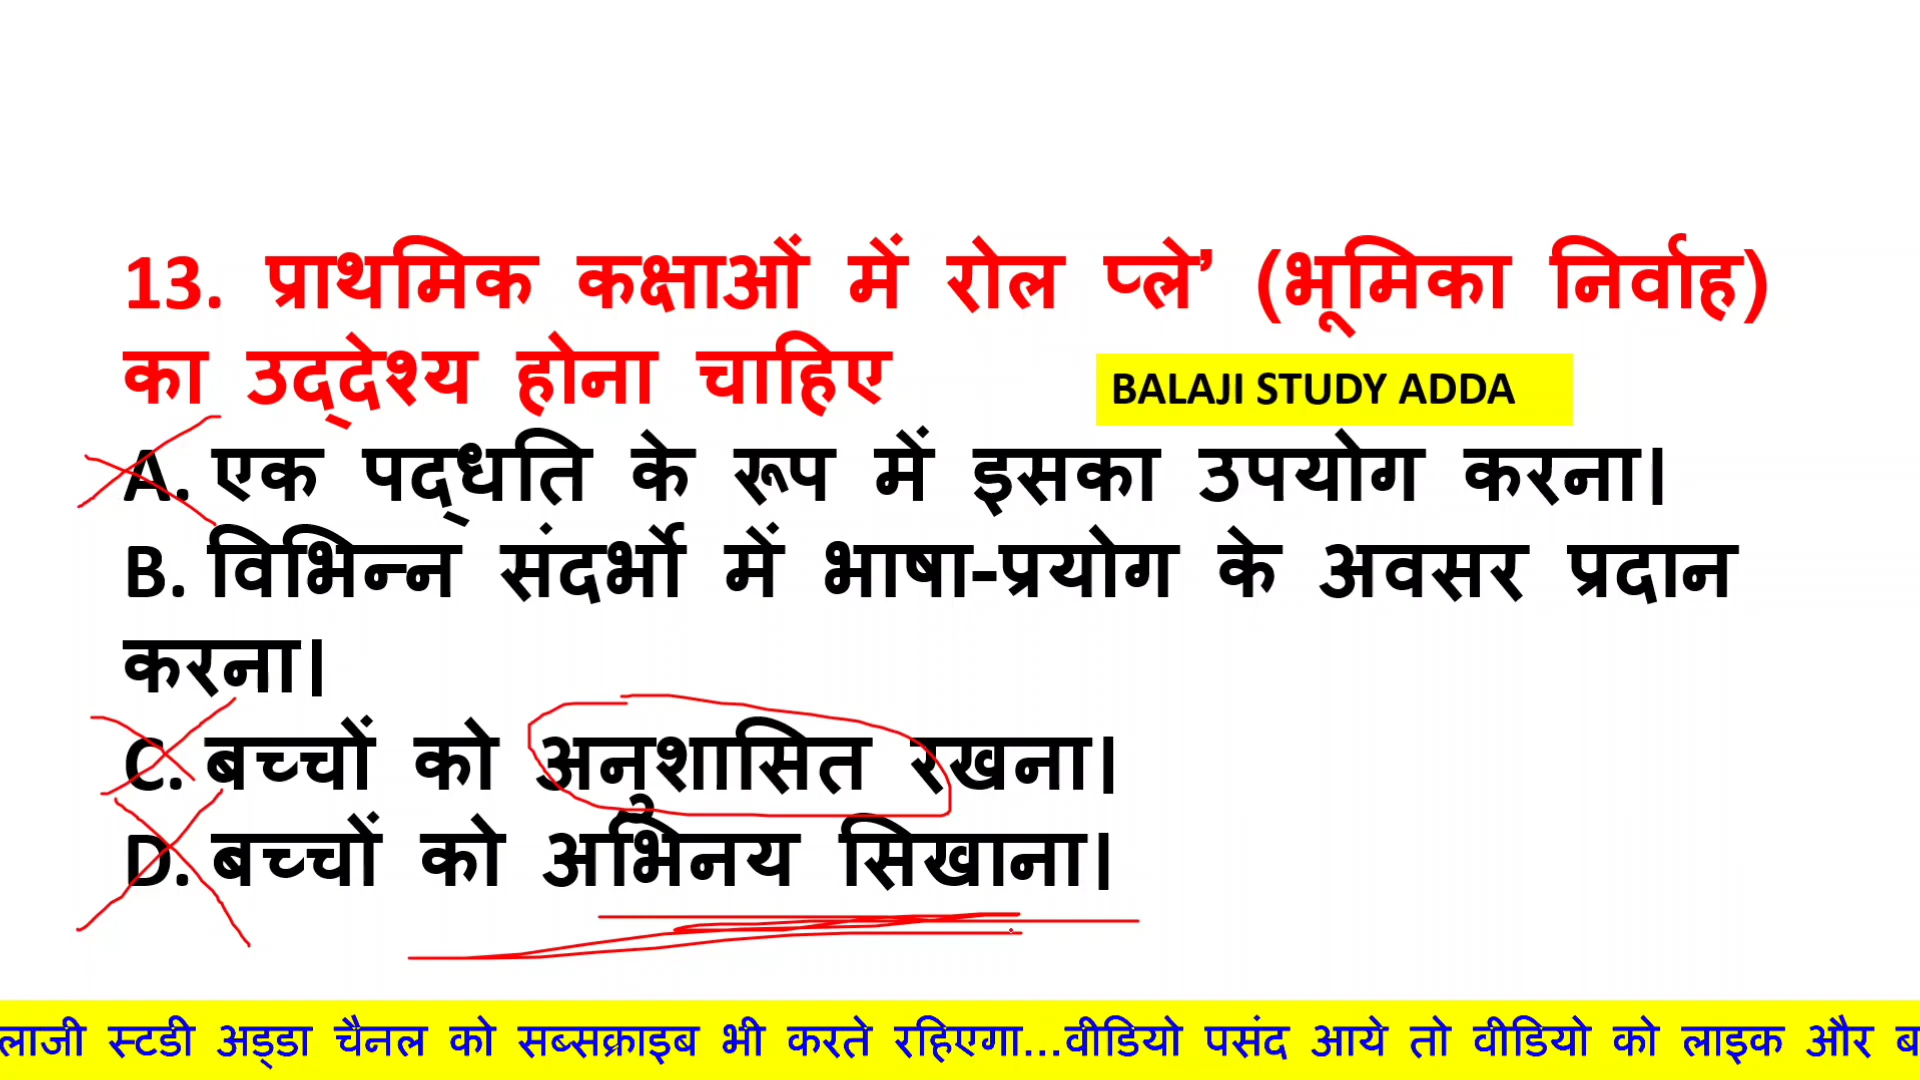 13. प्राथमिक कक्षाओं में रोल प्ले’ (भूमिका निर्वाह)
का उद्देश्य होना चाहिए
BALAJI STUDY ADDA
A. एक पद्धति के रूप में इसका उपयोग करना।
B. विभिन्न संदर्भो में भाषा-प्रयोग के अवसर प्रदान
करना।
C. बच्चों को अनुशासित रखना।
D. बच्चों को अभिनय सिखाना।
लाजी स्टडी अड्डा चैनल को सब्सक्राइब भी करते रहिएगा...वीडियो पसंद आये तो वीडियो को लाइक और ब